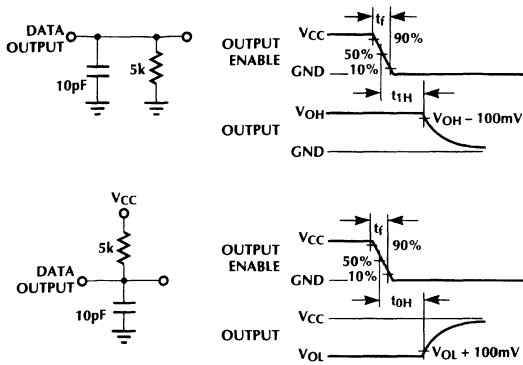 DATA
OUTPUT
10pF
5k
OUTPUT
ENABLE
VCC
GND
tf
90%
50%
10%
t1H
OUTPUT
VOH
GND
VOH – 100mV
VCC
5k
DATA
OUTPUT
10pF
OUTPUT
ENABLE
VCC
GND
tf
90%
50%
10%
t0H
OUTPUT
VCC
VOL
VOL + 100mV